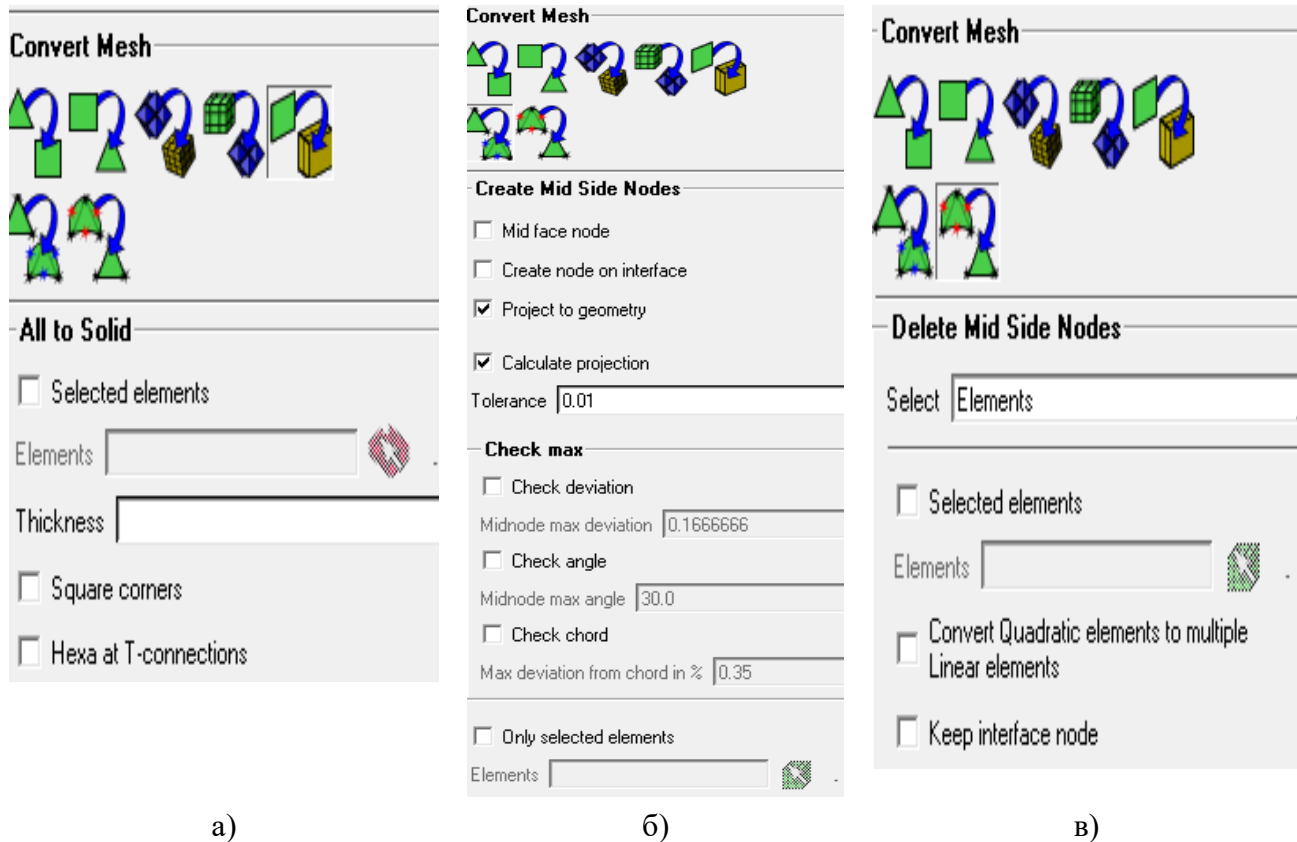 Convert Mesh
All to Solid
Selected elements
Elements
Thickness
Square corners
Hexa at T-connections
а)
Convert Mesh
Create Mid Side Nodes
Mid face node
Create node on interface
Project to geometry
Calculate projection
Tolerance 0.01
Check max
Check deviation
Midnode max deviation 0.1666666
Check angle
Midnode max angle 30.0
Check chord
Max deviation from chord in % 0.35
Only selected elements
Elements
б)
Convert Mesh
Delete Mid Side Nodes
Select Elements
Selected elements
Elements
Convert Quadratic elements to multiple
Linear elements
Keep interface node
в)